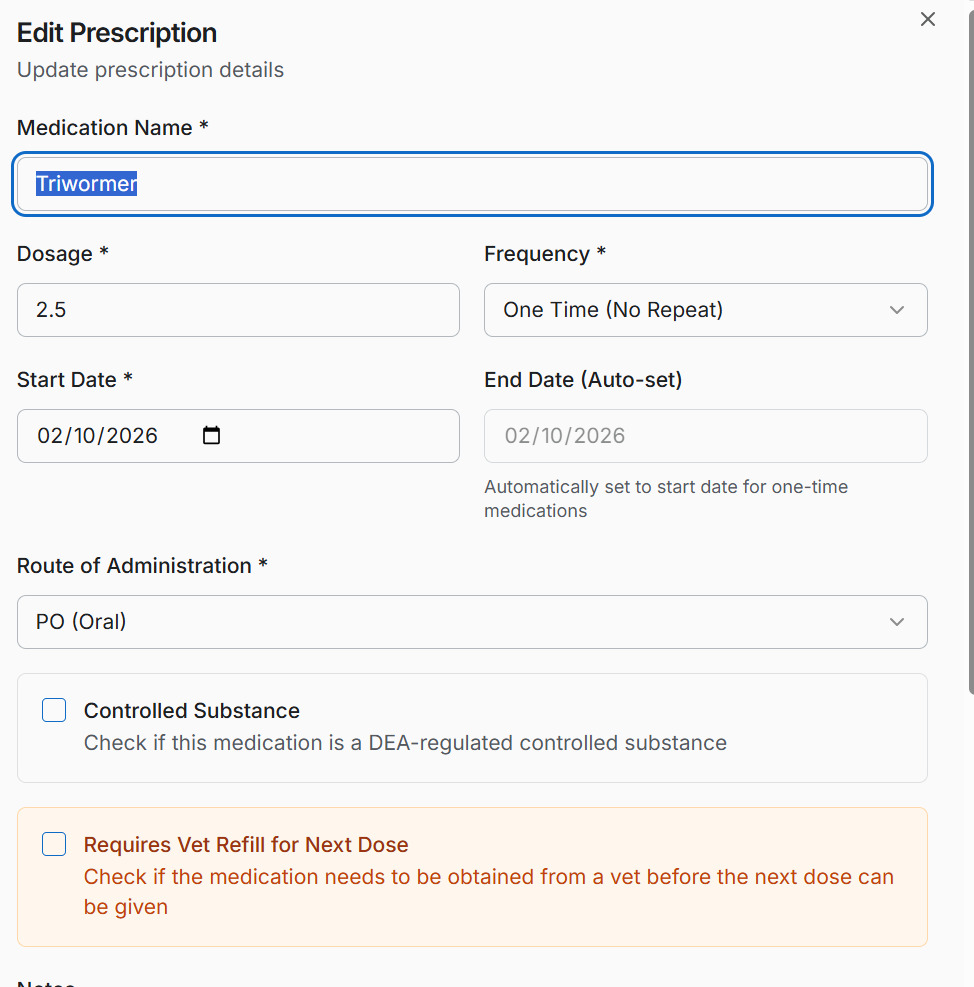 Edit Prescription
Update prescription details
Medication Name *
Triwormer
Dosage *
Frequency *
2.5
One Time (No Repeat)
Start Date *
End Date (Auto-set)
02/10/2026
02/10/2026
Automatically set to start date for one-time
medications
Route of Administration *
PO (Oral)
Controlled Substance
Check if this medication is a DEA-regulated controlled substance
Requires Vet Refill for Next Dose
Check if the medication needs to be obtained from a vet before the next dose can
be given
Notes